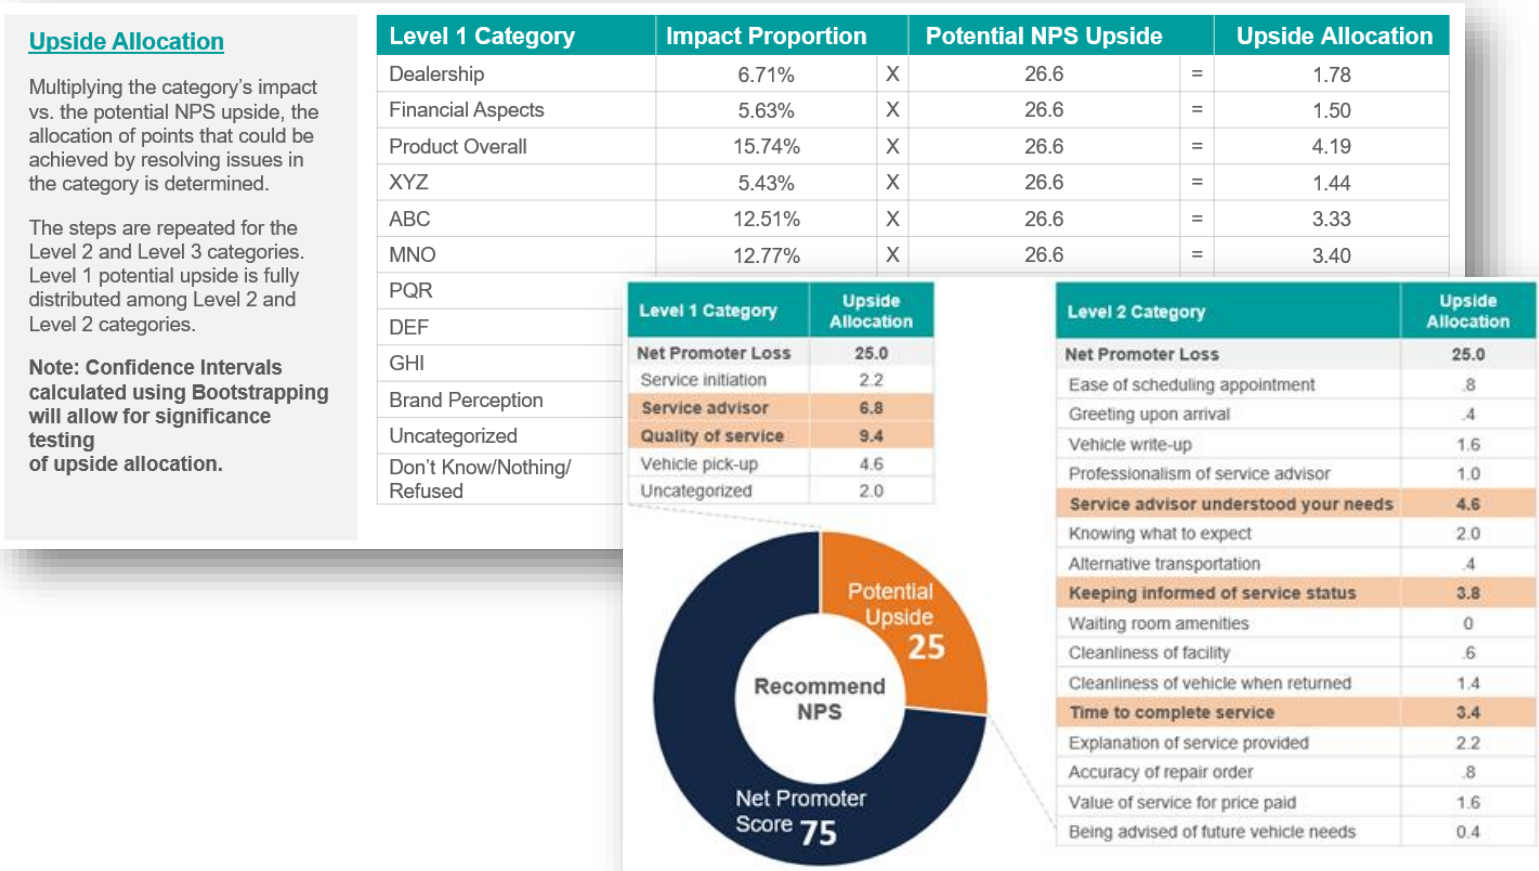 Upside Allocation
Multiplying the category's impact
vs. the potential NPS upside, the
allocation of points that could be
achieved by resolving issues in
the category is determined.
The steps are repeated for the
Level 2 and Level 3 categories.
Level 1 potential upside is fully
distributed among Level 2 and
Level 2 categories.
Note: Confidence Intervals
calculated using Bootstrapping
will allow for significance
testing
of upside allocation.
Level 1 Category Impact Proportion Potential NPS Upside Upside Allocation
Dealership 6.71% X 26.6 = 1.78
Financial Aspects 5.63% X 26.6 = 1.50
Product Overall 15.74% X 26.6 = 4.19
XYZ 5.43% X 26.6 = 1.44
ABC 12.51% X 26.6 = 3.33
MNO 12.77% X 26.6 = 3.40
PQR
DEF
GHI
Brand Perception
Uncategorized
Don't Know/Nothing/
Refused
Level 1 Category Upside
Allocation
Net Promoter Loss 25.0
Service initiation 2.2
Service advisor 6.8
Quality of service 9.4
Vehicle pick-up 4.6
Uncategorized 2.0
Potential
Upside
25
Recommend
NPS
Net Promoter
Score 75
Level 2 Category Upside
Allocation
Net Promoter Loss 25.0
Ease of scheduling appointment .8
Greeting upon arrival .4
Vehicle write-up 1.6
Professionalism of service advisor 1.0
Service advisor understood your needs 4.6
Knowing what to expect 2.0
Alternative transportation .4
Keeping informed of service status 3.8
Waiting room amenities 0
Cleanliness of facility .6
Cleanliness of vehicle when returned 1.4
Time to complete service 3.4
Explanation of service provided 2.2
Accuracy of repair order .8
Value of service for price paid 1.6
Being advised of future vehicle needs 0.4